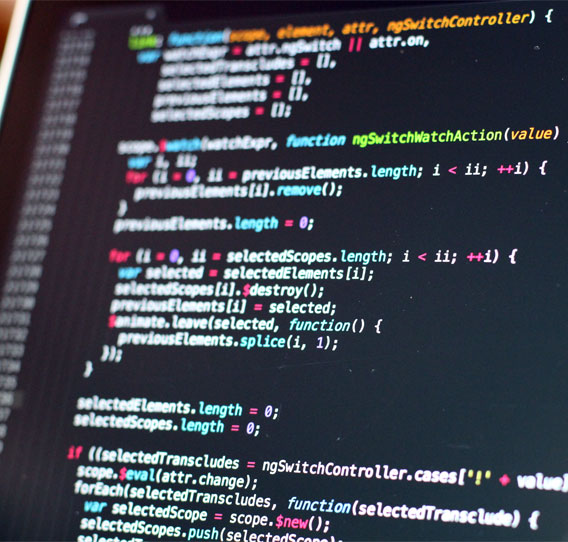 link: function(scope, element, attr, ngSwitchController) {
var watchExpr = attr.ngSwitch || attr.on,
selectedTranscludes = [],
selectedElements = [],
previousElements = [],
selectedScopes = [];
scope.$watch(watchExpr, function ngSwitchWatchAction(value)
var i, ii;
for (i = 0, ii = previousElements.length; i < ii; ++i) {
previousElements[i].remove();
}
previousElements.length = 0;
for (i = 0, ii = selectedScopes.length; i < ii; ++i) {
var selected = selectedElements[i];
selectedScopes[i].$destroy();
previousElements[i] = selected;
$animate.leave(selected, function() {
previousElements.splice(i, 1);
});
}
selectedElements.length = 0;
selectedScopes.length = 0;
if ((selectedTranscludes = ngSwitchController.cases['!' + value]
scope.$eval(attr.change);
forEach(selectedTranscludes, function(selectedTransclude) {
var selectedScope = scope.$new();
selectedScopes.push(selectedScope);